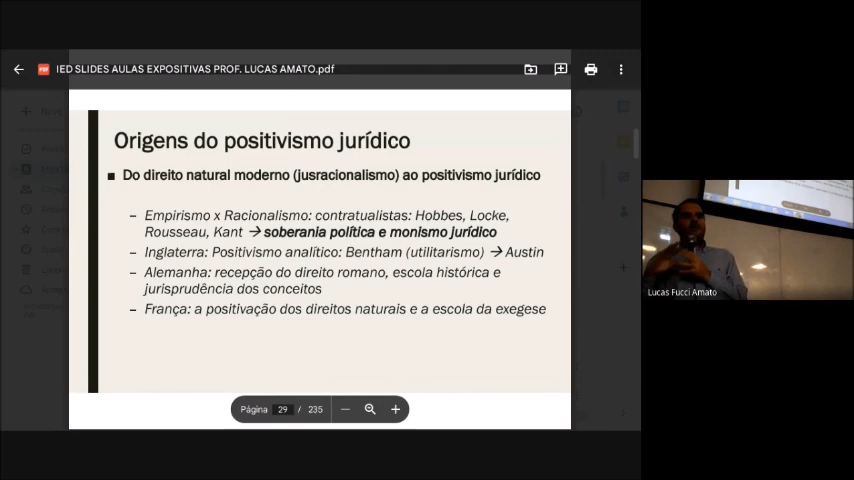 IED SLIDES AULAS EXPOSITIVAS PROF. LUCAS AMATO.pdf
Origens do positivismo jurídico
■ Do direito natural moderno (jusracionalismo) ao positivismo jurídico
– Empirismo x Racionalismo: contratualistas: Hobbes, Locke,
Rousseau, Kant → soberania política e monismo jurídico
– Inglaterra: Positivismo analítico: Bentham (utilitarismo) → Austin
– Alemanha: recepção do direito romano, escola histórica e
jurisprudência dos conceitos
– França: a positivação dos direitos naturais e a escola da exegese
Página 29 / 235
Lucas Fucci Amato